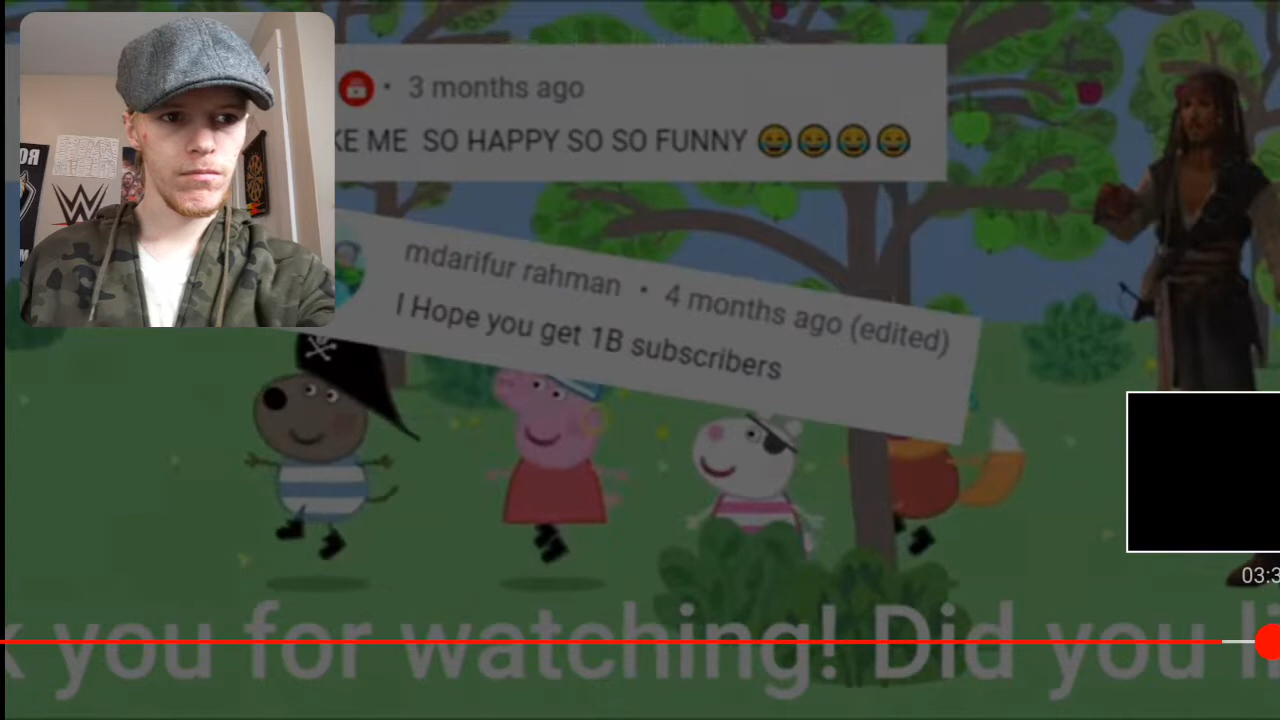 3 months ago
KE ME SO HAPPY SO SO FUNNY 😂😂😂😂
mdarifur rahman • 4 months ago (edited)
I Hope you get 1B subscribers
W
03:3
k you for watching! Did you li